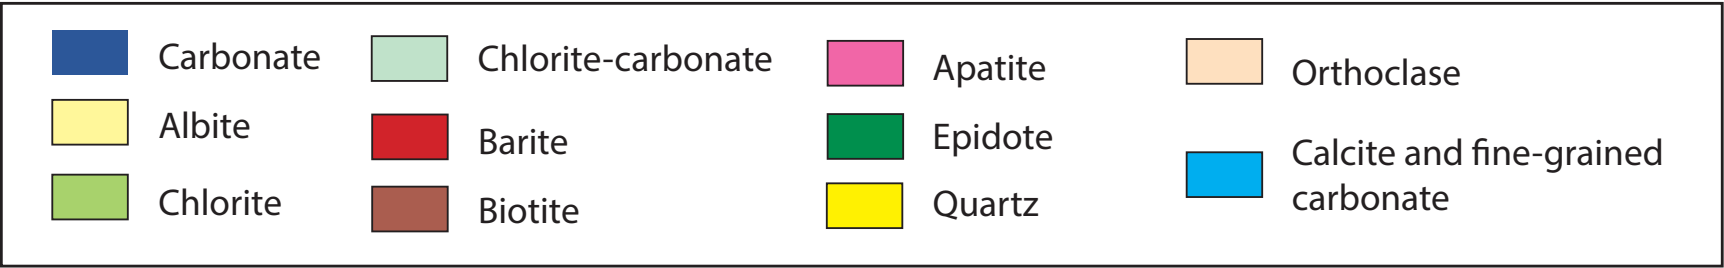 Carbonate
Albite
Chlorite
Chlorite-carbonate
Barite
Biotite
Apatite
Epidote
Quartz
Orthoclase
Calcite and fine-grained
carbonate